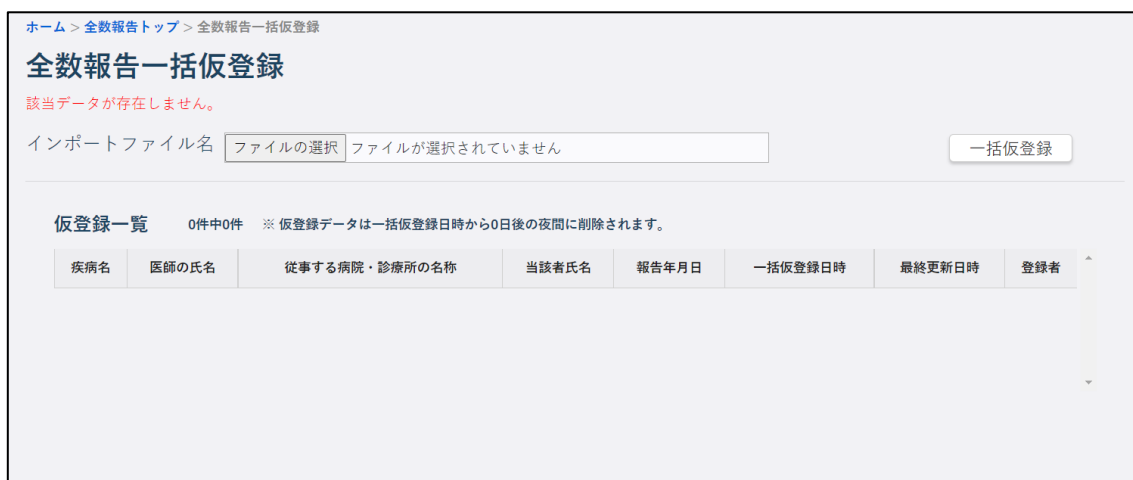 ホーム > 全数報告トップ > 全数報告一括仮登録
全数報告一括仮登録
該当データが存在しません。
インポートファイル名 ファイルの選択 ファイルが選択されていません 一括仮登録
仮登録一覧 0件中0件 ※ 仮登録データは一括仮登録日時から0日後の夜間に削除されます。
疾病名 医師の氏名 従事する病院・診療所の名称 当該者氏名 報告年月日 一括仮登録日時 最終更新日時 登録者